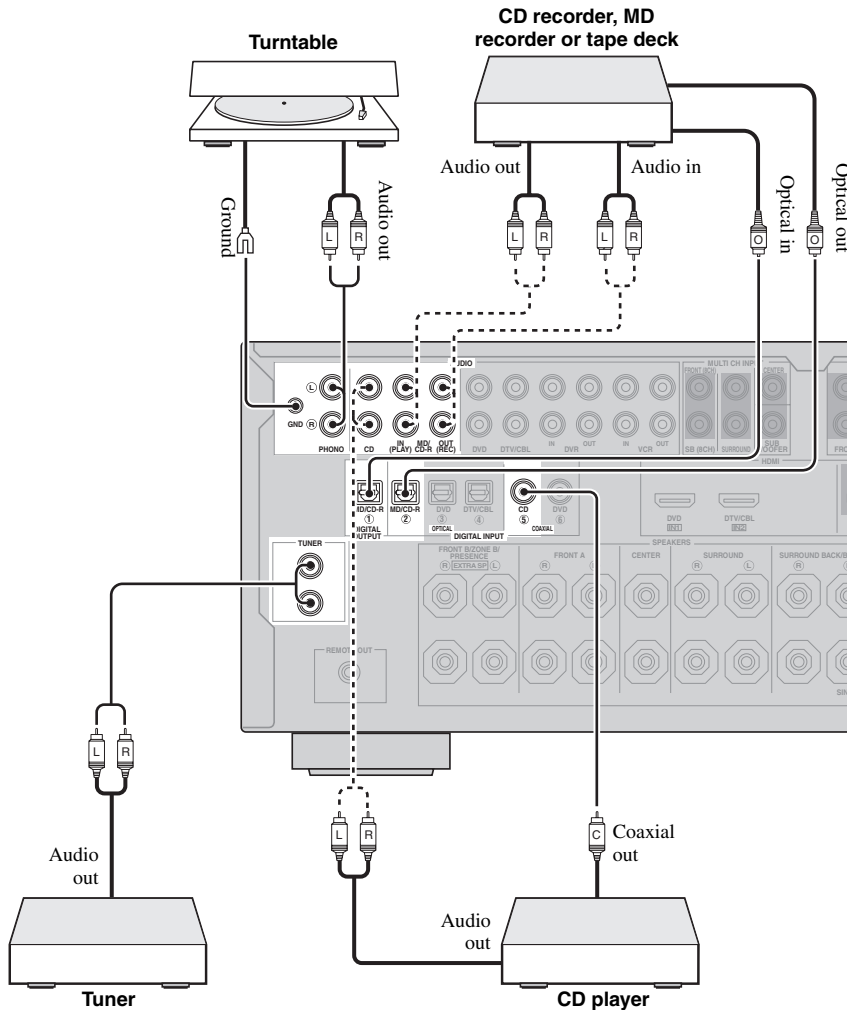 CD recorder, MD
recorder or tape deck
Turntable
Audio out
Audio in
Ground
Audio out
Optical in
Optical out
L R
L R
L R
O
O
AUDIO
MULTI CH INPUT
FRONT (8CH)
CENTER
L
GND R
PHONO
CD
IN
(PLAY)
MD/
CD-R
OUT
(REC)
DVD
DTV/CBL
IN
DVR
OUT
IN
VCR
OUT
SB (8CH)
SURROUND
SUB
WOOFER
HDMI
MD/CD-R
①
DIGITAL
OUTPUT
MD/CD-R
②
DVD
③
OPTICAL
DTV/CBL
④
DIGITAL INPUT
CD
⑤
COAXIAL
DVD
⑥
DVD
IN1
DTV/CBL
IN2
TUNER
SPEAKERS
FRONT B/ZONE B/
PRESENCE
R EXTRA SP L
FRONT A
R
CENTER
SURROUND
R L
SURROUND BACK/
R
REMOTE OUT
L R
L R
C
Coaxial
out
Audio
out
Audio
out
Tuner
CD player